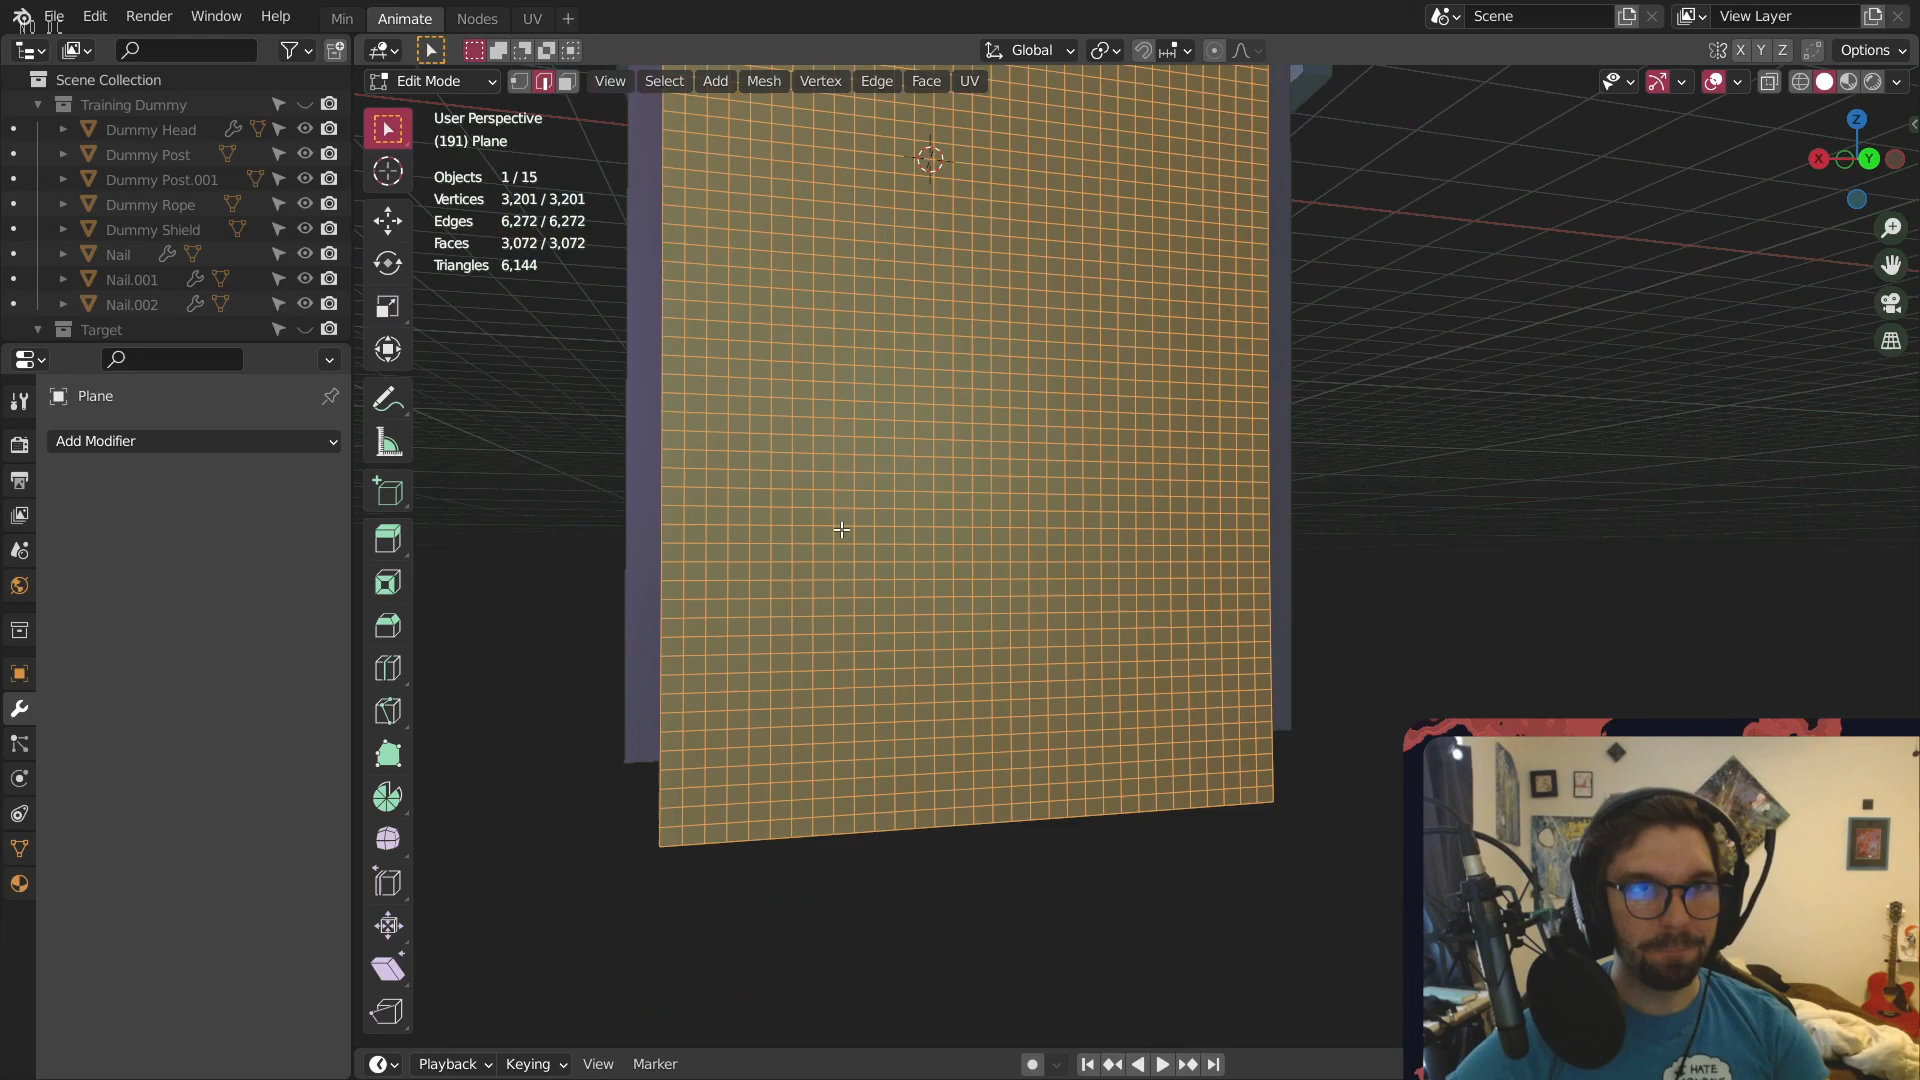 File Edit Render Window Help Min Animate Nodes UV + Scene View Layer
Global X Y Z Options
Scene Collection Edit Mode View Select Add Mesh Vertex Edge Face UV
Training Dummy
Dummy Head
Dummy Post
Dummy Post.001
Dummy Rope
Dummy Shield
Nail
Nail.001
Nail.002
Target
Plane
Add Modifier
User Perspective
(191) Plane
Objects 1 / 15
Vertices 3,201 / 3,201
Edges 6,272 / 6,272
Faces 3,072 / 3,072
Triangles 6,144
Z
X Y
Playback Keying View Marker
I HATE